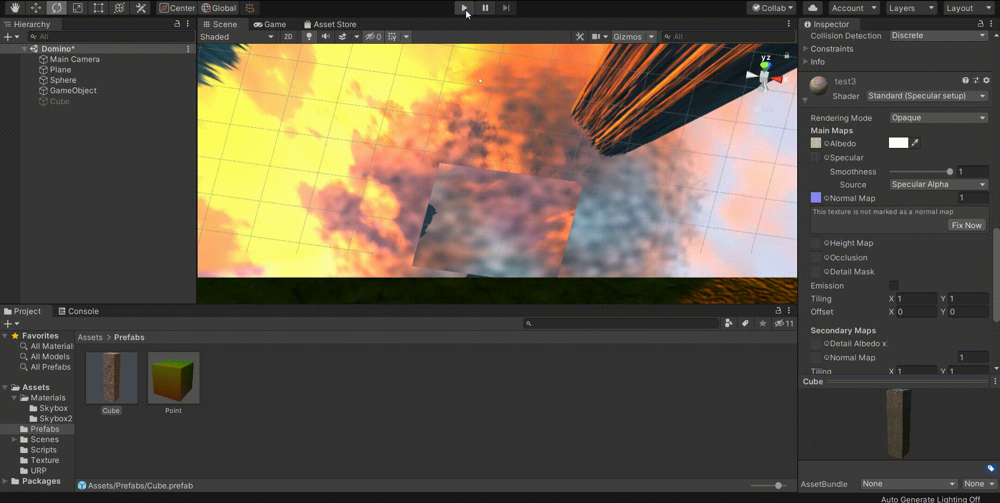 Center Global Collab Account Layers Layout
Hierarchy
All
Domino*
Main Camera
Plane
Sphere
GameObject
Cube
Scene Game Asset Store
Shaded 2D 0 Gizmos All
y z
x
Inspector
Collision Detection Discrete
Constraints
Info
test3
Shader Standard (Specular setup)
Rendering Mode Opaque
Main Maps
Albedo
Specular
Smoothness 1
Source Specular Alpha
Normal Map 1
This texture is not marked as a normal map
Fix Now
Height Map
Occlusion
Detail Mask
Emission
Tiling X 1 Y 1
Offset X 0 Y 0
Secondary Maps
Detail Albedo x
Normal Map 1
Tiling X 1 Y 1
Cube
AssetBundle None None
Auto Generate Lighting Off
Project Console
11
Favorites
All Materials
All Models
All Prefabs
Assets
Materials
Skybox
Skybox2
Prefabs
Scenes
Scripts
Texture
URP
Packages
Assets > Prefabs
Cube Point
Assets/Prefabs/Cube.prefab